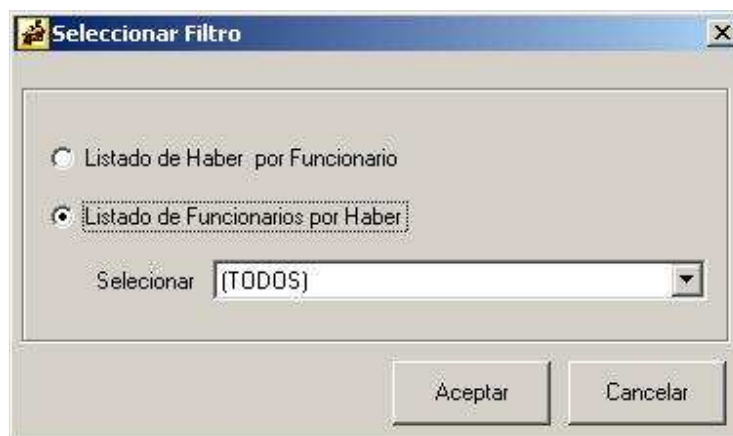 Seleccionar Filtro
Listado de Haber por Funcionario
Listado de Funcionarios por Haber
Selecionar (TODOS)
Aceptar Cancelar